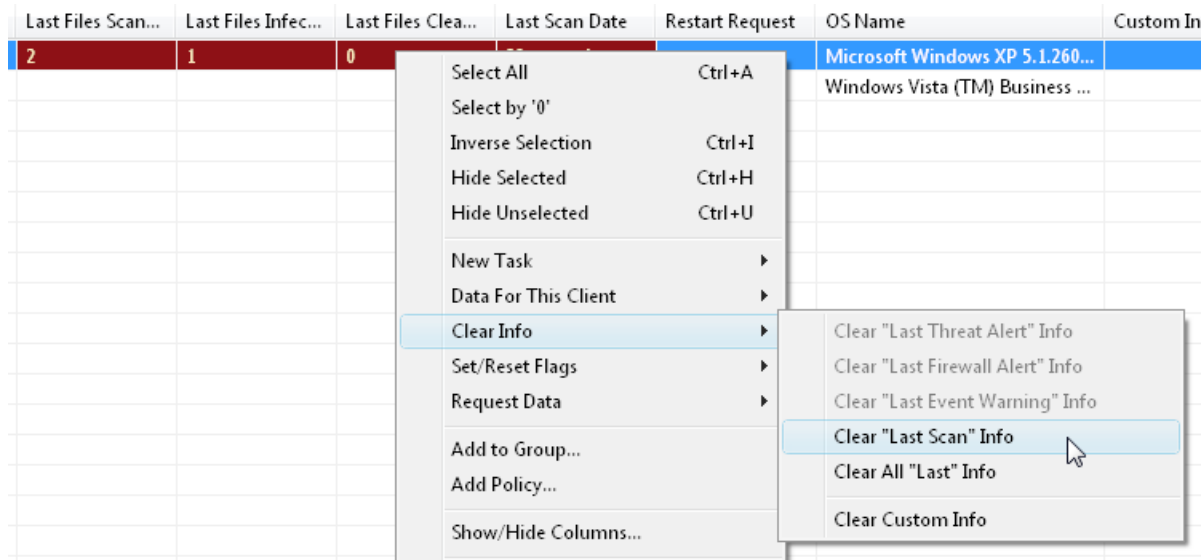 Last Files Scan... Last Files Infec... Last Files Clea... Last Scan Date Restart Request OS Name Custom In
2 1 0 Microsoft Windows XP 5.1.260...
Windows Vista (TM) Business ...
Select All Ctrl+A
Select by '0'
Inverse Selection Ctrl+I
Hide Selected Ctrl+H
Hide Unselected Ctrl+U
New Task
Data For This Client
Clear Info
Set/Reset Flags
Request Data
Add to Group...
Add Policy...
Show/Hide Columns...
Clear "Last Threat Alert" Info
Clear "Last Firewall Alert" Info
Clear "Last Event Warning" Info
Clear "Last Scan" Info
Clear All "Last" Info
Clear Custom Info